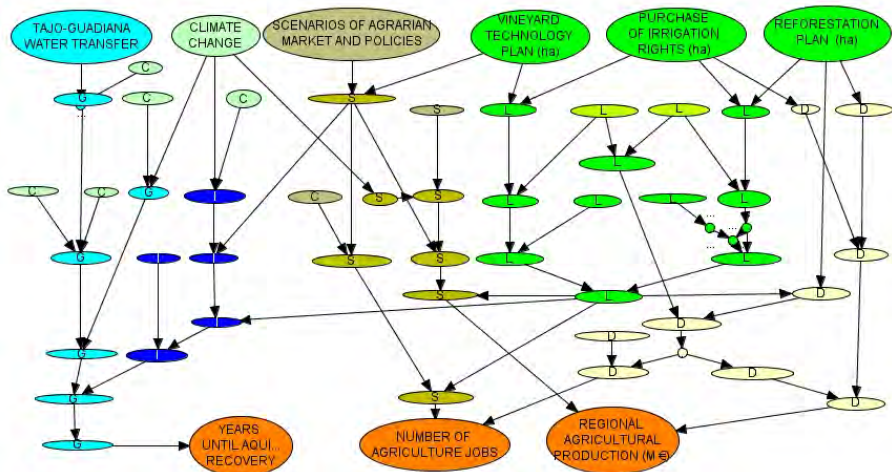 TAJO-GUADIANA
WATER TRANSFER
CLIMATE
CHANGE
SCENARIOS OF AGRARIAN
MARKET AND POLICIES
VINEYARD
TECHNOLOGY
PLAN (ha)
PURCHASE
OF IRRIGATION
RIGHTS (ha)
REFORESTATION
PLAN (ha)
C
G
...
C
C
S
L
L
L
L
D
D
S
L
C
C
G
I
C
S
S
L
L
L
L
...
...
...
G
I
I
S
S
L
L
D
S
L
D
I
D
G
I
D
D
D
G
S
D
G
YEARS
UNTIL AQUI...
RECOVERY
NUMBER OF
AGRICULTURE JOBS
REGIONAL
AGRICULTURAL
PRODUCTION (M €)